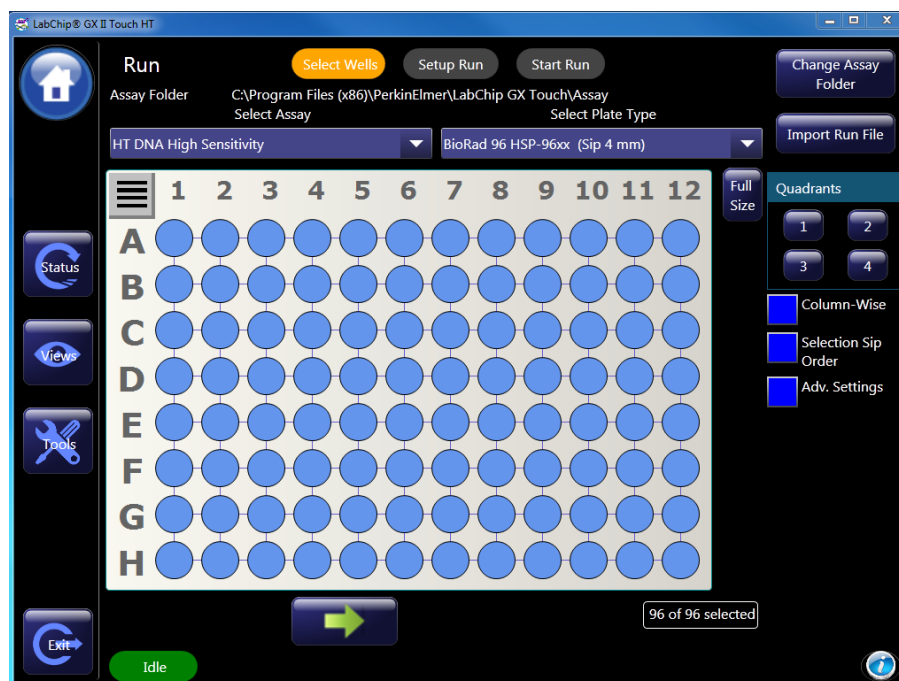 LabChip® GX II Touch HT
Run
Select Wells
Setup Run
Start Run
Change Assay
Folder
Assay Folder
C:\Program Files (x86)\PerkinElmer\LabChip GX Touch\Assay
Select Assay
Select Plate Type
Import Run File
HT DNA High Sensitivity
BioRad 96 HSP-96xx (Sip 4 mm)
1 2 3 4 5 6 7 8 9 10 11 12
Full
Size
Quadrants
1 2
3 4
A
B
C
D
E
F
G
H
Column-Wise
Selection Sip
Order
Adv. Settings
Status
Views
Tools
Exit
96 of 96 selected
Idle